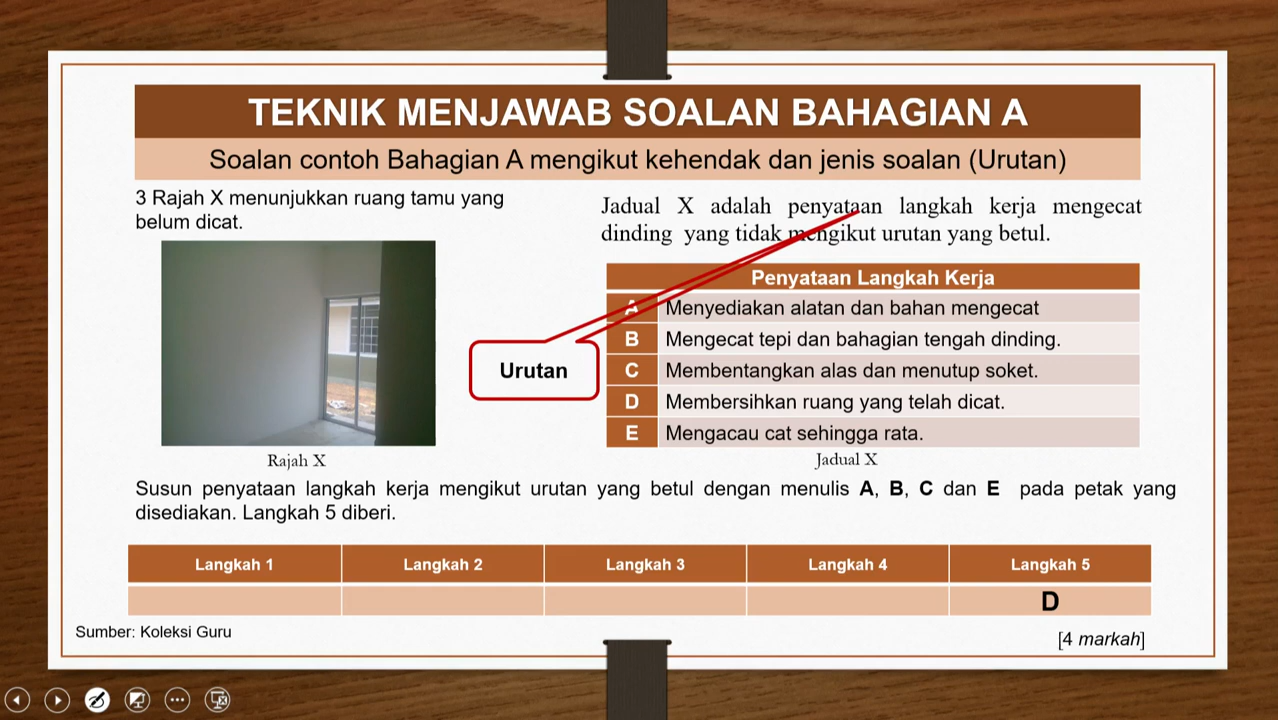 TEKNIK MENJAWAB SOALAN BAHAGIAN A
Soalan contoh Bahagian A mengikut kehendak dan jenis soalan (Urutan)
3 Rajah X menunjukkan ruang tamu yang
belum dicat.
Rajah X
Jadual X adalah penyataan langkah kerja mengecat
dinding yang tidak mengikut urutan yang betul.
Urutan
Penyataan Langkah Kerja
A Menyediakan alatan dan bahan mengecat
B Mengecat tepi dan bahagian tengah dinding.
C Membentangkan alas dan menutup soket.
D Membersihkan ruang yang telah dicat.
E Mengacau cat sehingga rata.
Jadual X
Susun penyataan langkah kerja mengikut urutan yang betul dengan menulis A, B, C dan E pada petak yang
disediakan. Langkah 5 diberi.
Langkah 1 Langkah 2 Langkah 3 Langkah 4 Langkah 5
D
Sumber: Koleksi Guru
[4 markah]